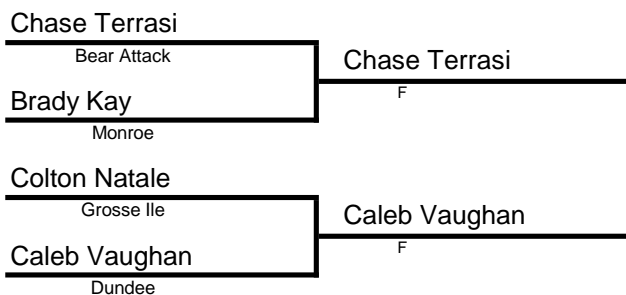 Chase Terrasi
Bear Attack
Chase Terrasi
F
Brady Kay
Monroe
Colton Natale
Grosse Ile
Caleb Vaughan
F
Caleb Vaughan
Dundee